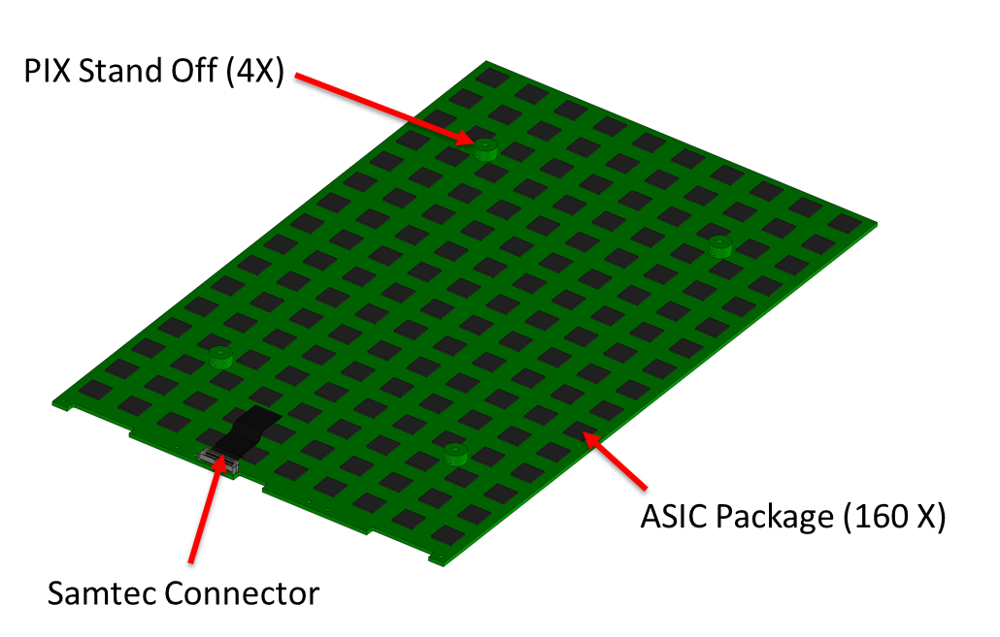 PIX Stand Off (4X)
ASIC Package (160 X)
Samtec Connector